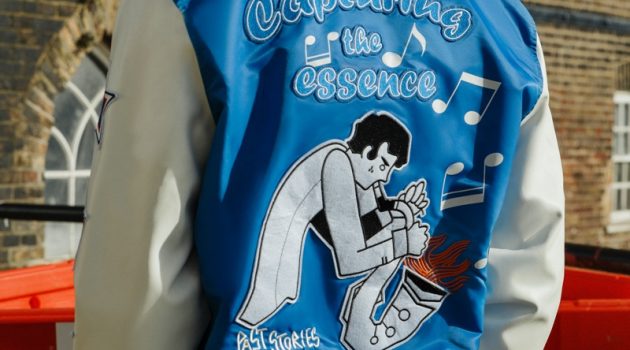 Capturing
the
essence
PAST STORIES